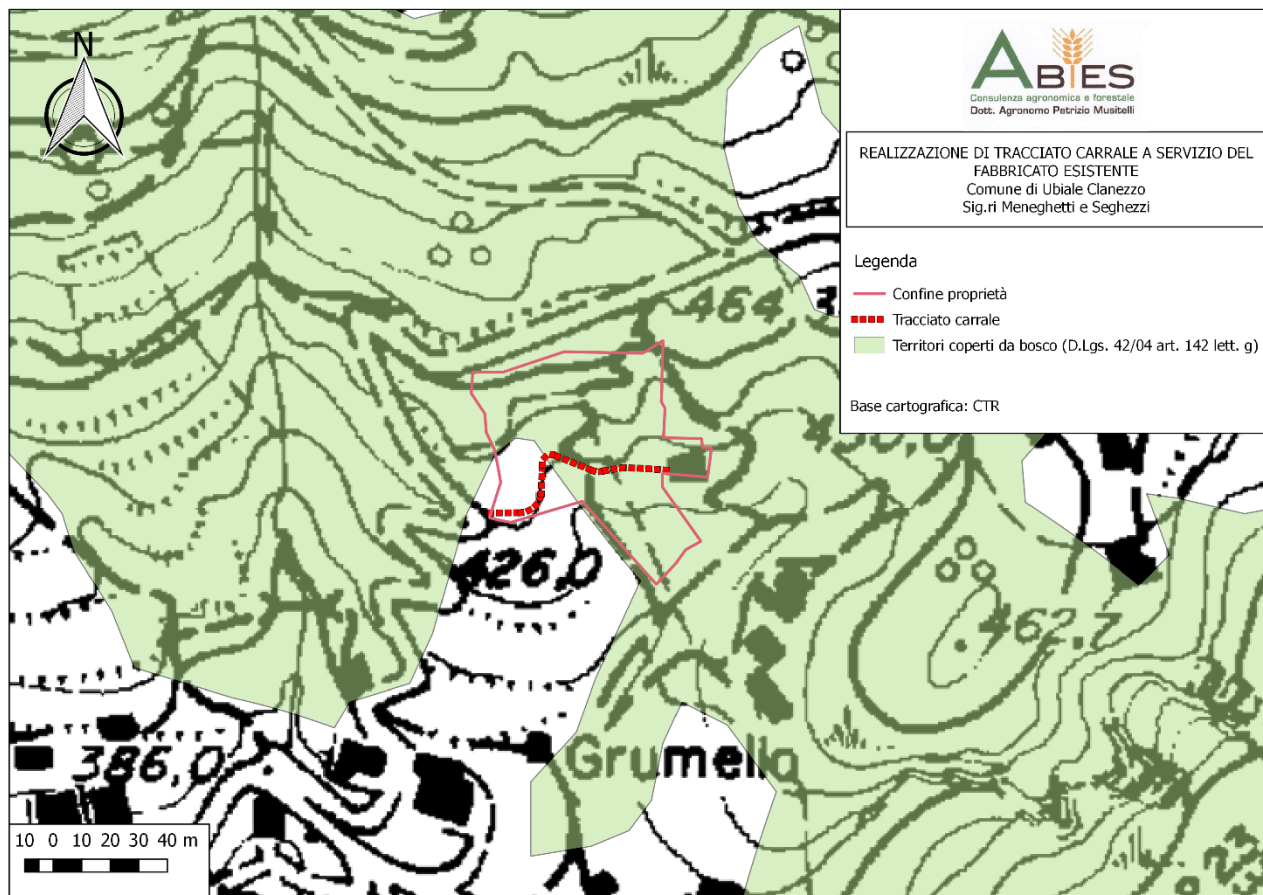 N
ABIES
Consulenza agronomica e forestale
Dott. Agronomo Patrizio Musitelli
REALIZZAZIONE DI TRACCIATO CARRALE A SERVIZIO DEL
FABBRICATO ESISTENTE
Comune di Ubiale Clanezzo
Sig.ri Meneghetti e Seghezzi
Legenda
Confine proprietà
Tracciato carrale
Territori coperti da bosco (D.Lgs. 42/04 art. 142 lett. g)
Base cartografica: CTR
464
426,0
462,7
Grumello
386,0
10 0 10 20 30 40 m